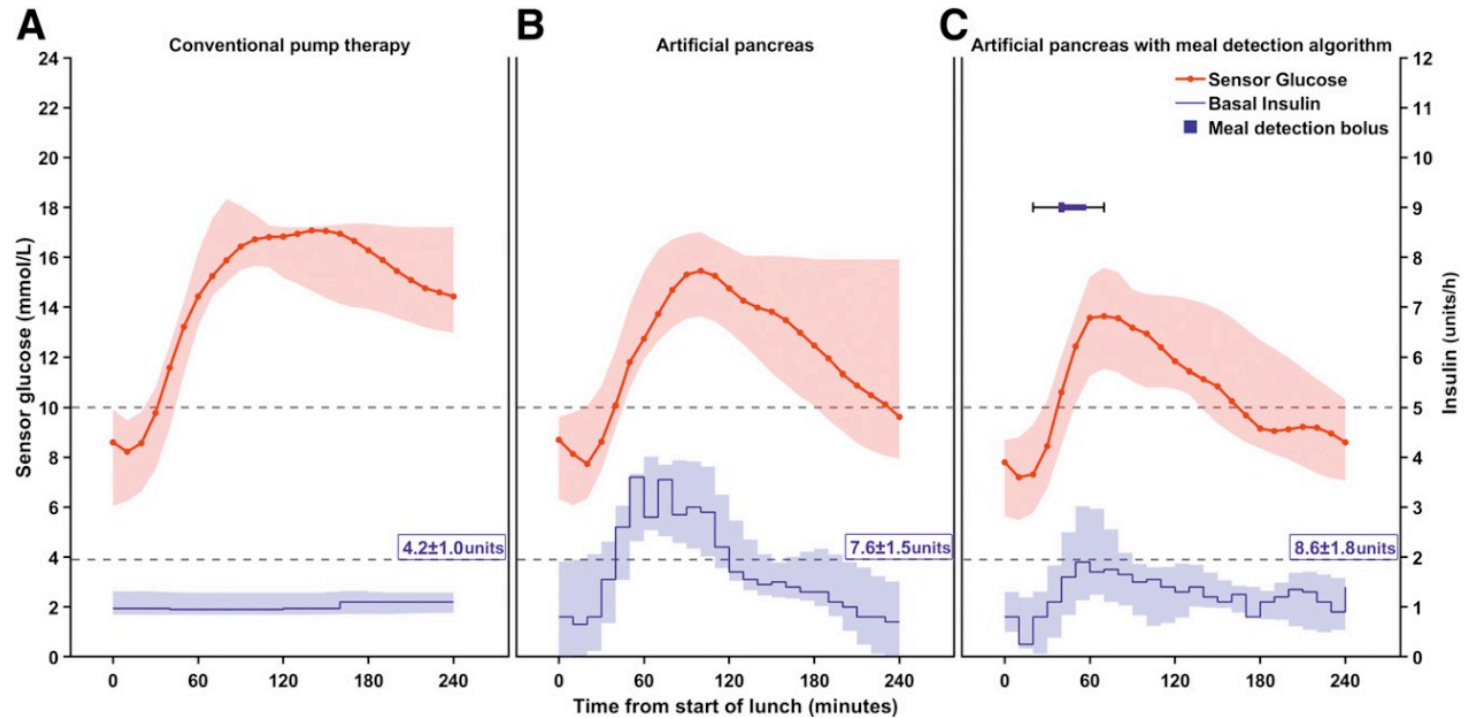 A
Conventional pump therapy
B
Artificial pancreas
C
Artificial pancreas with meal detection algorithm
Sensor glucose (mmol/L)
24
22
20
18
16
14
12
10
8
6
4
2
0
4.2±1.0units
7.6±1.5units
8.6±1.8units
Sensor Glucose
Basal Insulin
Meal detection bolus
12
11
10
9
8
7
6
5
4
3
2
1
0
Insulin (units/h)
0 60 120 180 240
0 60 120 180 240
0 60 120 180 240
Time from start of lunch (minutes)